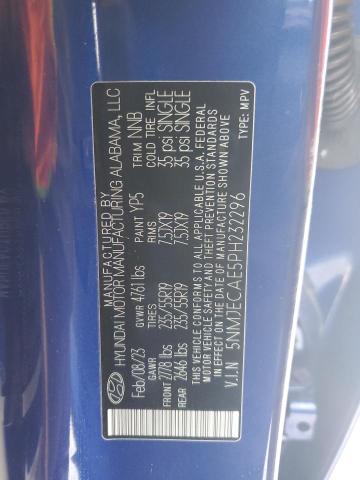 MANUFACTURED BY
HYUNDAI MOTOR MANUFACTURING ALABAMA, LLC
Feb/08/23 GVWR 4761 lbs PAINT YP5 TRIM NNB
GAWR TIRES RIMS COLD TIRE INFL
FRONT 2778 lbs 235/55R19 7.5JX19 35 psi SINGLE
REAR 2646 lbs 235/55R19 7.5JX19 35 psi SINGLE
THIS VEHICLE CONFORMS TO ALL APPLICABLE U.S.A. FEDERAL
MOTOR VEHICLE SAFETY AND THEFT PREVENTION STANDARDS
IN EFFECT ON THE DATE OF MANUFACTURE SHOWN ABOVE
V.I.N 5NMJECAE5PH232296 TYPE MPV